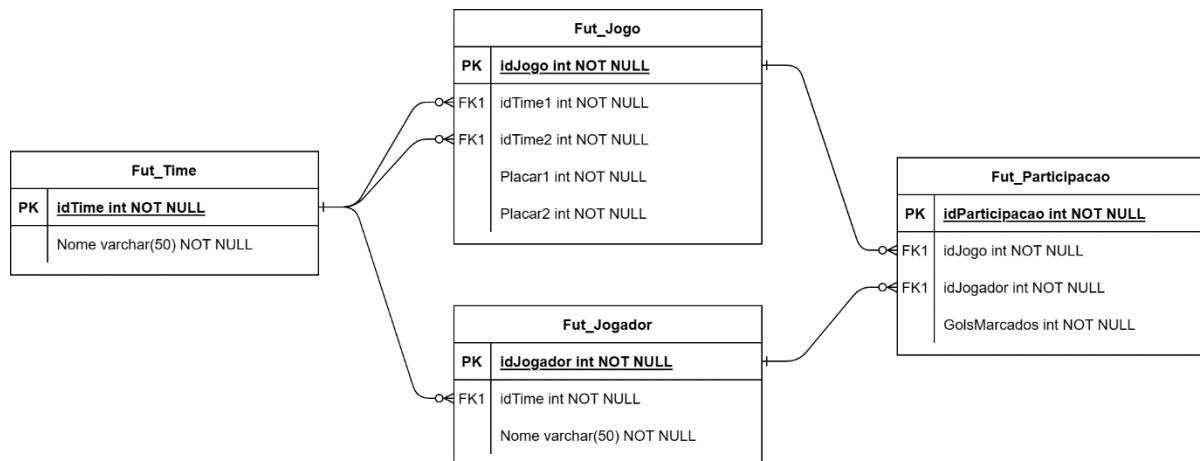 Fut_Time
PK idTime int NOT NULL
Nome varchar(50) NOT NULL
Fut_Jogo
PK idJogo int NOT NULL
FK1 idTime1 int NOT NULL
FK1 idTime2 int NOT NULL
Placar1 int NOT NULL
Placar2 int NOT NULL
Fut_Jogador
PK idJogador int NOT NULL
FK1 idTime int NOT NULL
Nome varchar(50) NOT NULL
Fut_Participacao
PK idParticipacao int NOT NULL
FK1 idJogo int NOT NULL
FK1 idJogador int NOT NULL
GolsMarcados int NOT NULL